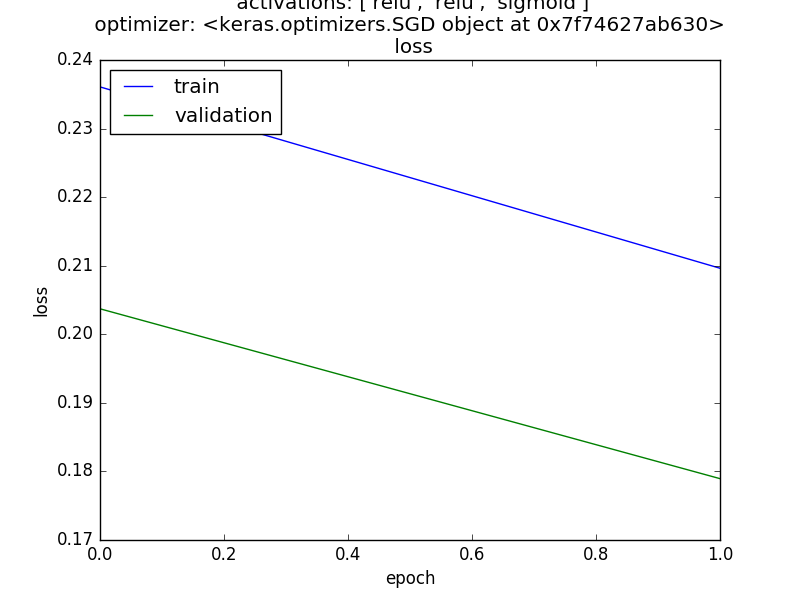 activations: ['relu', 'relu', 'sigmoid']
optimizer: <keras.optimizers.SGD object at 0x7f74627ab630>
loss
train
validation
0.24
0.23
0.22
0.21
0.20
0.19
0.18
0.17
loss
0.0 0.2 0.4 0.6 0.8 1.0
epoch